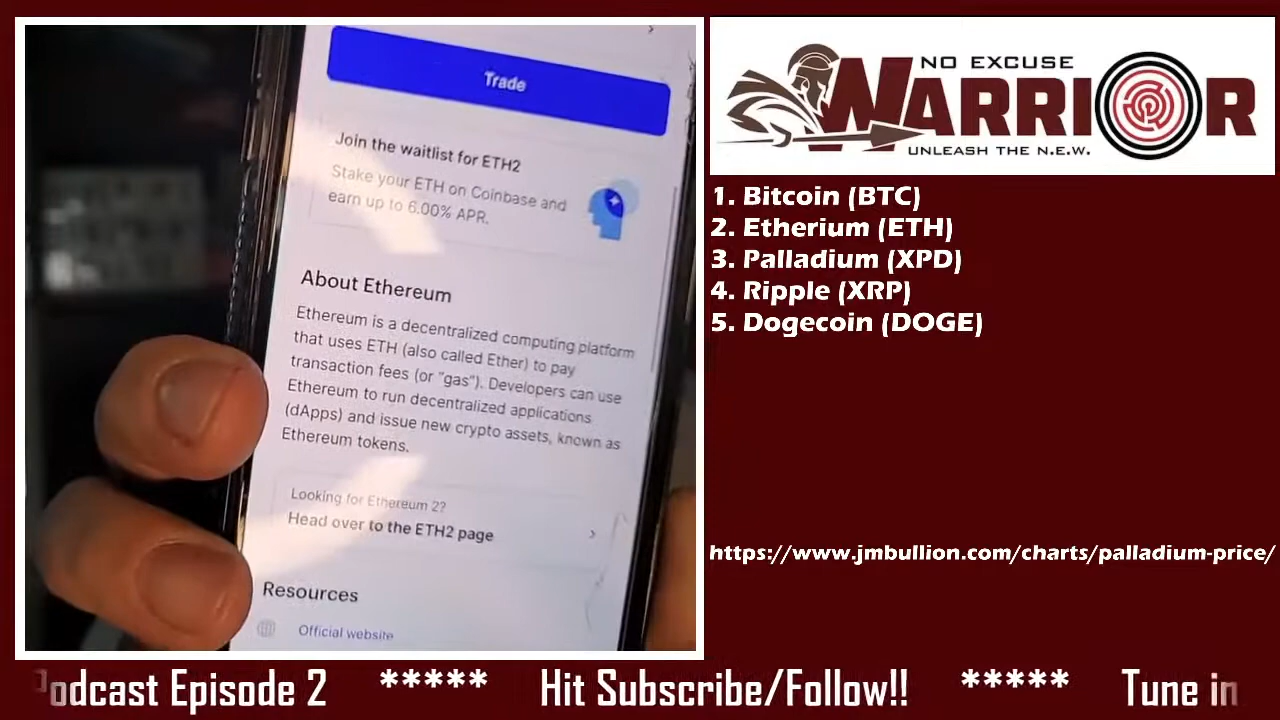 Trade
Join the waitlist for ETH2
Stake your ETH on Coinbase and
earn up to 6.00% APR.
About Ethereum
Ethereum is a decentralized computing platform
that uses ETH (also called Ether) to pay
transaction fees (or "gas"). Developers can use
Ethereum to run decentralized applications
(dApps) and issue new crypto assets, known as
Ethereum tokens.
Looking for Ethereum 2?
Head over to the ETH2 page
Resources
Official website
NO EXCUSE
WARRIOR
UNLEASH THE N.E.W.
1. Bitcoin (BTC)
2. Etherium (ETH)
3. Palladium (XPD)
4. Ripple (XRP)
5. Dogecoin (DOGE)
https://www.jmbullion.com/charts/palladium-price/
Podcast Episode 2 ***** Hit Subscribe/Follow!! ***** Tune in